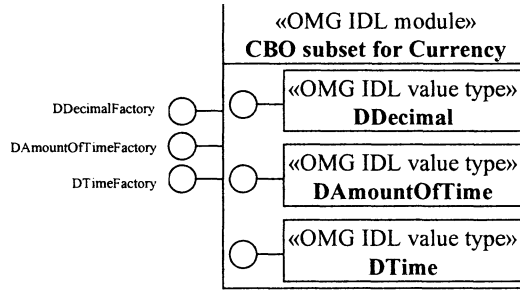 «OMG IDL module»
CBO subset for Currency
«OMG IDL value type»
DDecimal
DDecimalFactory
DAmountOfTimeFactory
DTimeFactory
«OMG IDL value type»
DAmountOfTime
«OMG IDL value type»
DTime